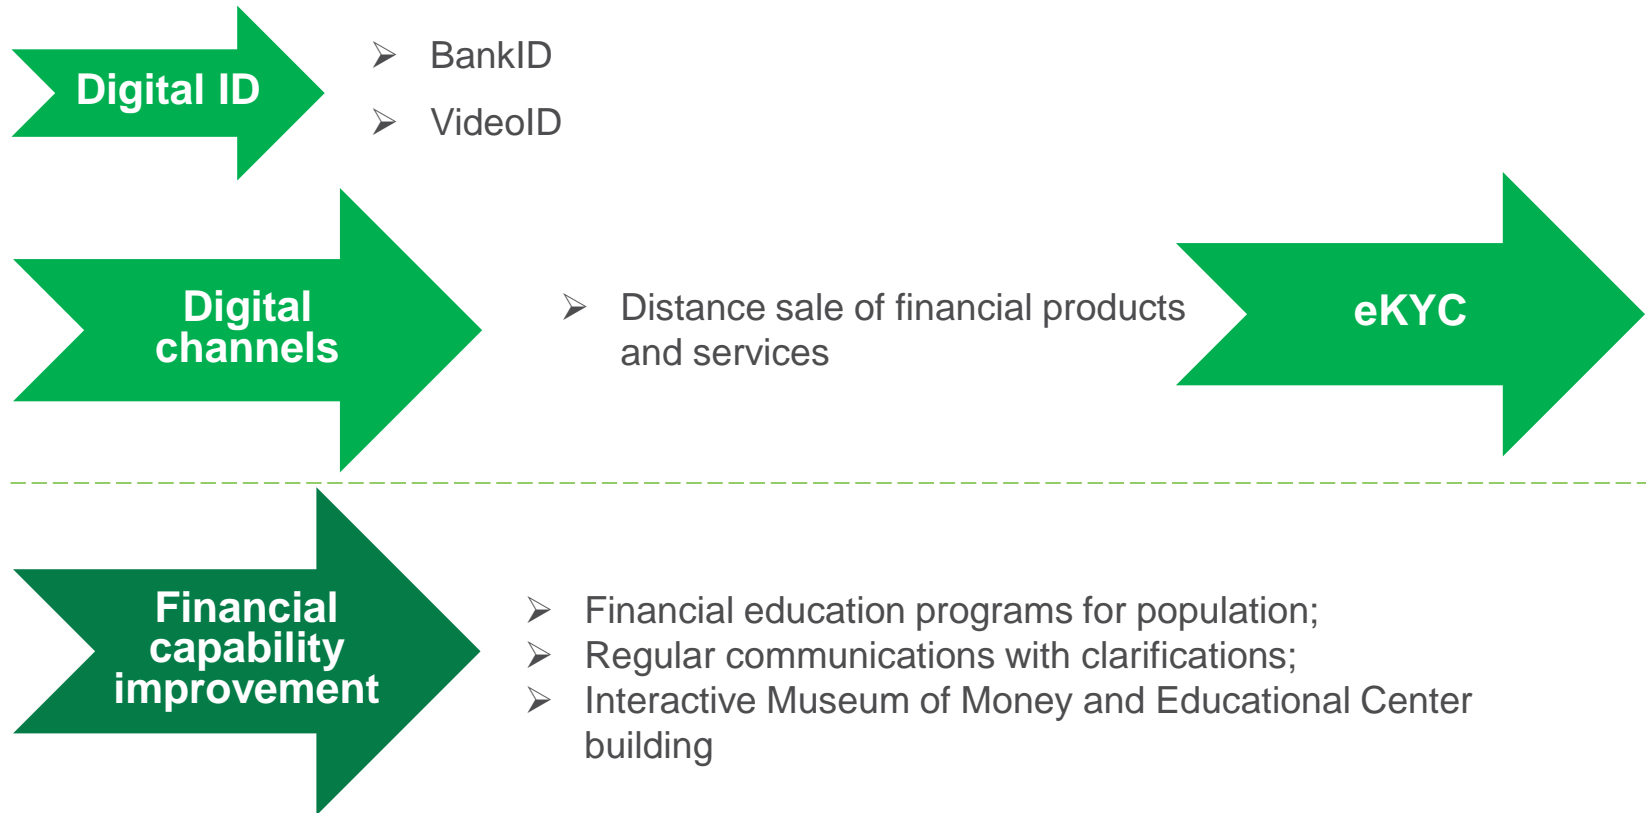 Digital ID
➢ BankID
➢ VideoID
Digital
channels
➢ Distance sale of financial products
and services
eKYC
Financial
capability
improvement
➢ Financial education programs for population;
➢ Regular communications with clarifications;
➢ Interactive Museum of Money and Educational Center
building